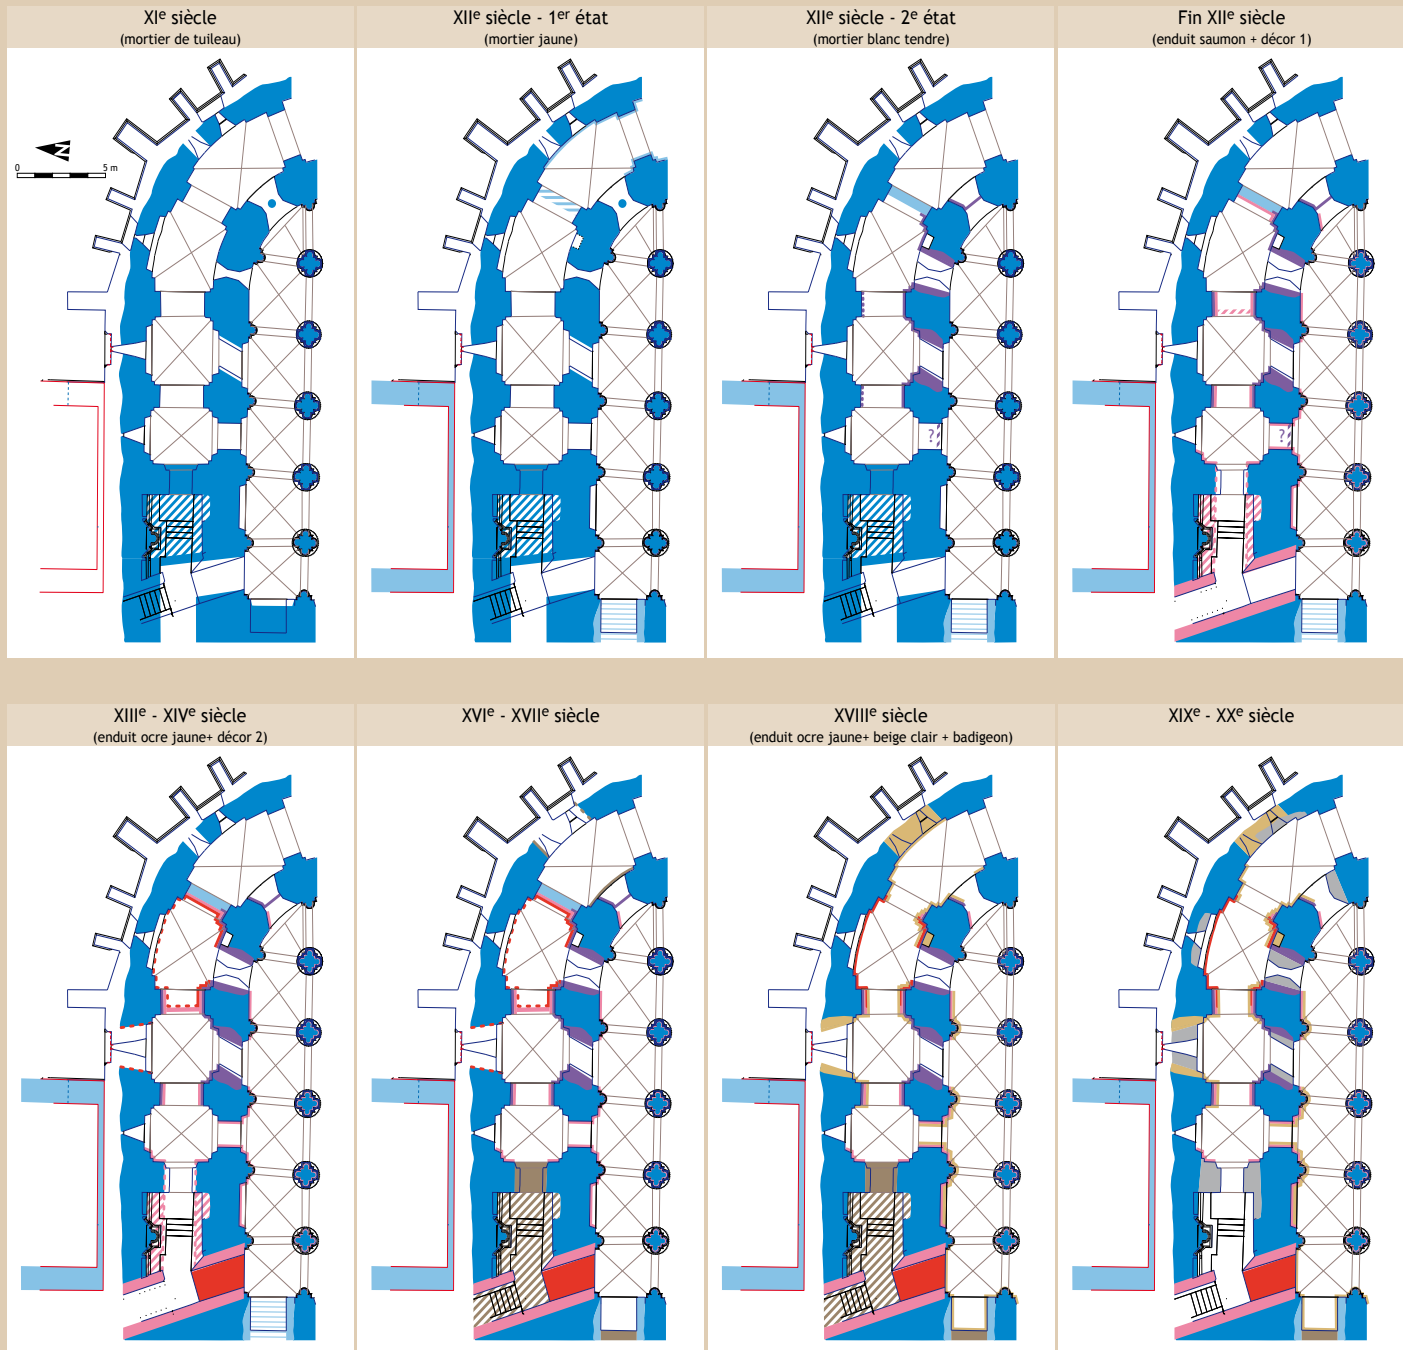 XIe siècle
(mortier de tuileau)
XIIe siècle - 1er état
(mortier jaune)
XIIe siècle - 2e état
(mortier blanc tendre)
Fin XIIe siècle
(enduit saumon + décor 1)
N
0 5 m
?
?
XIIIe - XIVe siècle
(enduit ocre jaune+ décor 2)
XVIe - XVIIe siècle
XVIIIe siècle
(enduit ocre jaune+ beige clair + badigeon)
XIXe - XXe siècle